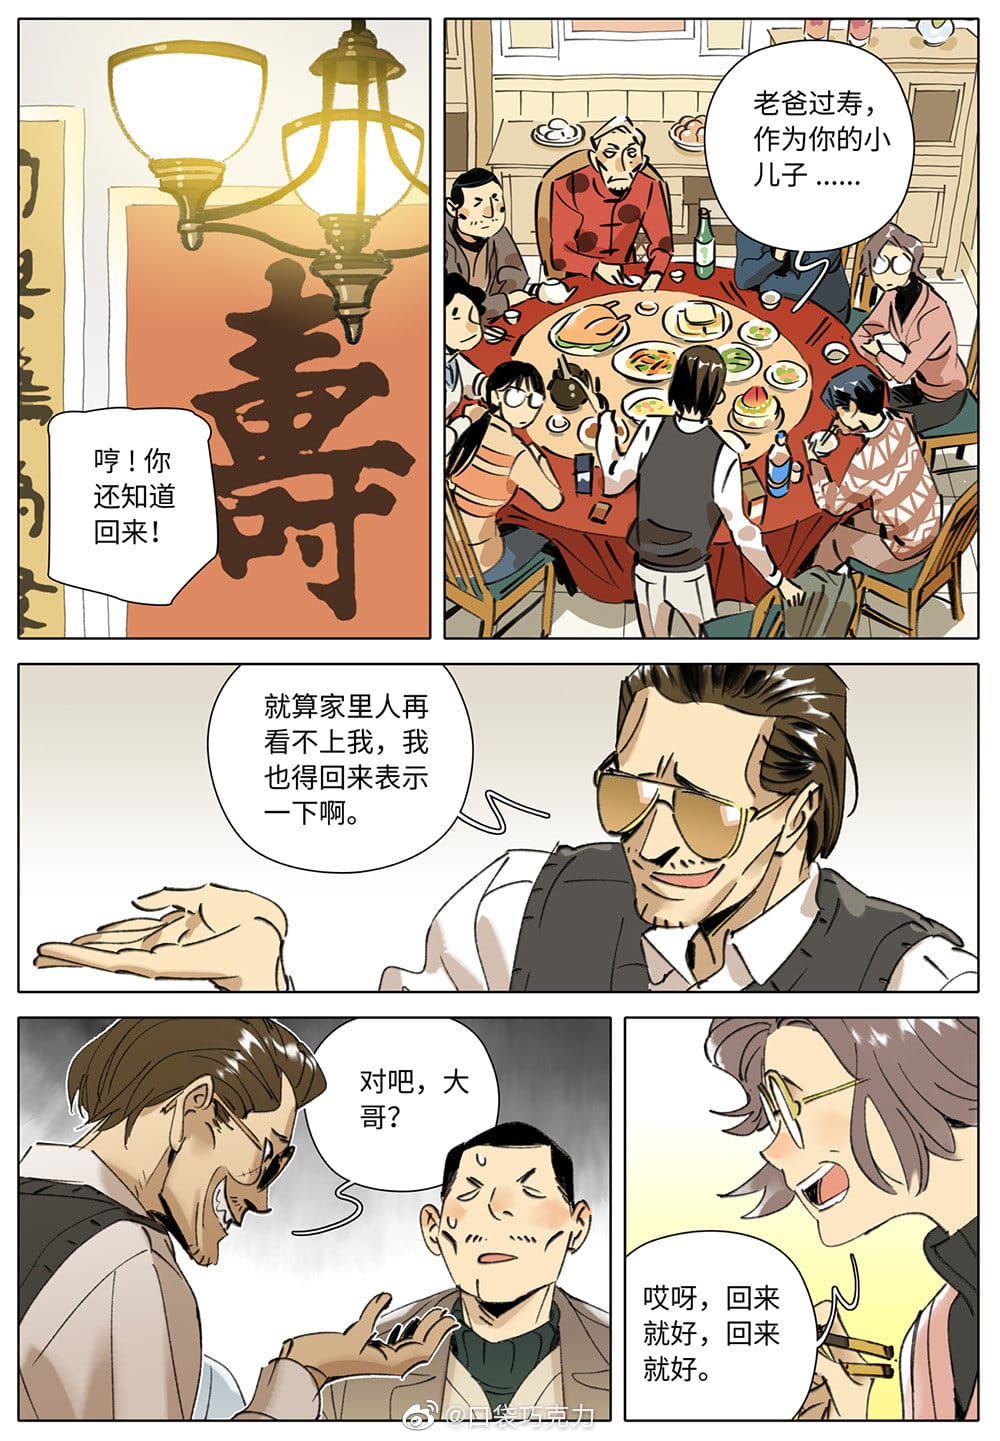 寿
哼！你
还知道
回来！
老爸过寿，
作为你的小
儿子……
就算家里人再
看不上我，我
也得回来表示
一下啊。
对吧，大
哥？
哎呀，回来
就好，回来
就好。
@口袋巧克力